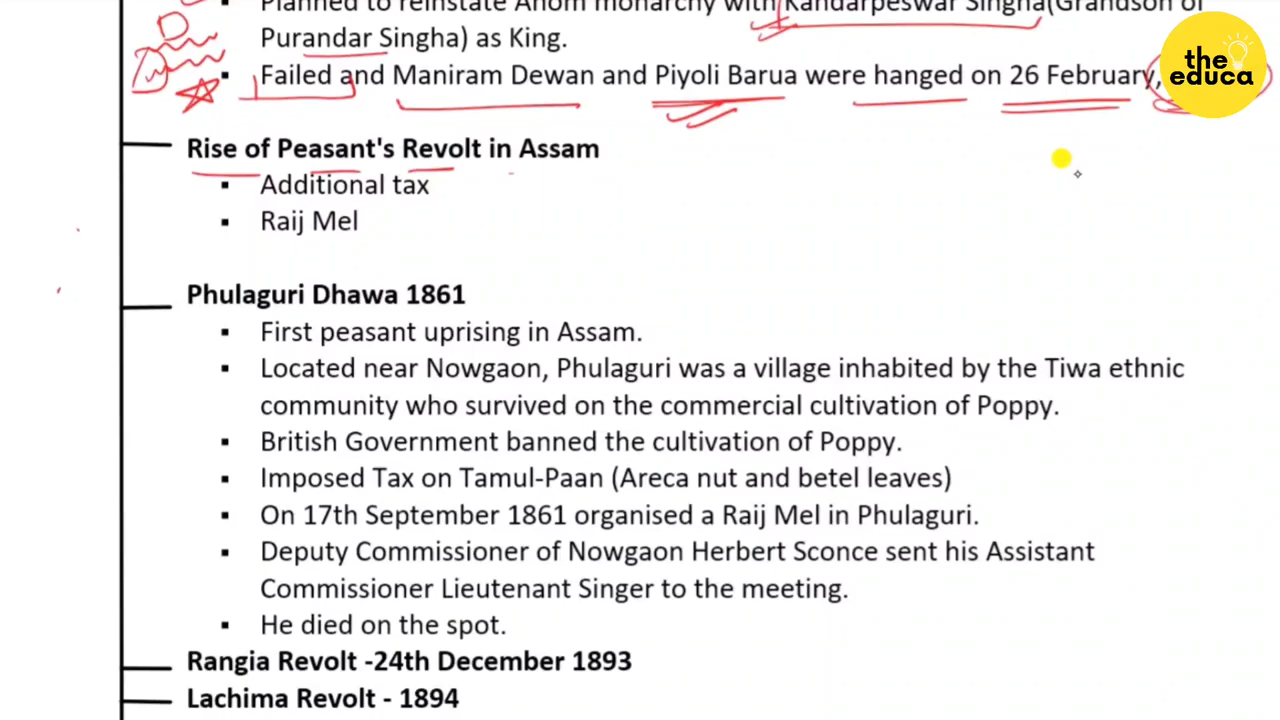 Planned to reinstate Ahom monarchy with Kandarpeswar Singha(Grandson of
Purandar Singha) as King.
Failed and Maniram Dewan and Piyoli Barua were hanged on 26 February,
the
educa
Rise of Peasant's Revolt in Assam
Additional tax
Raij Mel
Phulaguri Dhawa 1861
First peasant uprising in Assam.
Located near Nowgaon, Phulaguri was a village inhabited by the Tiwa ethnic
community who survived on the commercial cultivation of Poppy.
British Government banned the cultivation of Poppy.
Imposed Tax on Tamul-Paan (Areca nut and betel leaves)
On 17th September 1861 organised a Raij Mel in Phulaguri.
Deputy Commissioner of Nowgaon Herbert Sconce sent his Assistant
Commissioner Lieutenant Singer to the meeting.
He died on the spot.
Rangia Revolt -24th December 1893
Lachima Revolt - 1894